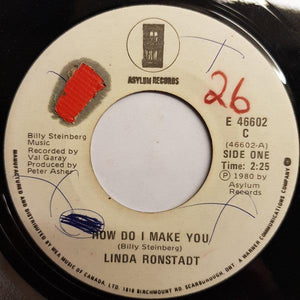 ASYLUM RECORDS
26
E 46602
C
(46602-A)
SIDE ONE
Time: 2:25
℗ 1980 by
Asylum
Records
Billy Steinberg
Music
Recorded by
Val Garay
Produced by
Peter Asher
HOW DO I MAKE YOU
(Billy Steinberg)
LINDA RONSTADT
MANUFACTURED AND DISTRIBUTED BY WEA MUSIC OF CANADA, LTD. 1810 BIRCHMOUNT RD. SCARBOROUGH, ONT. A WARNER COMMUNICATIONS COMPANY